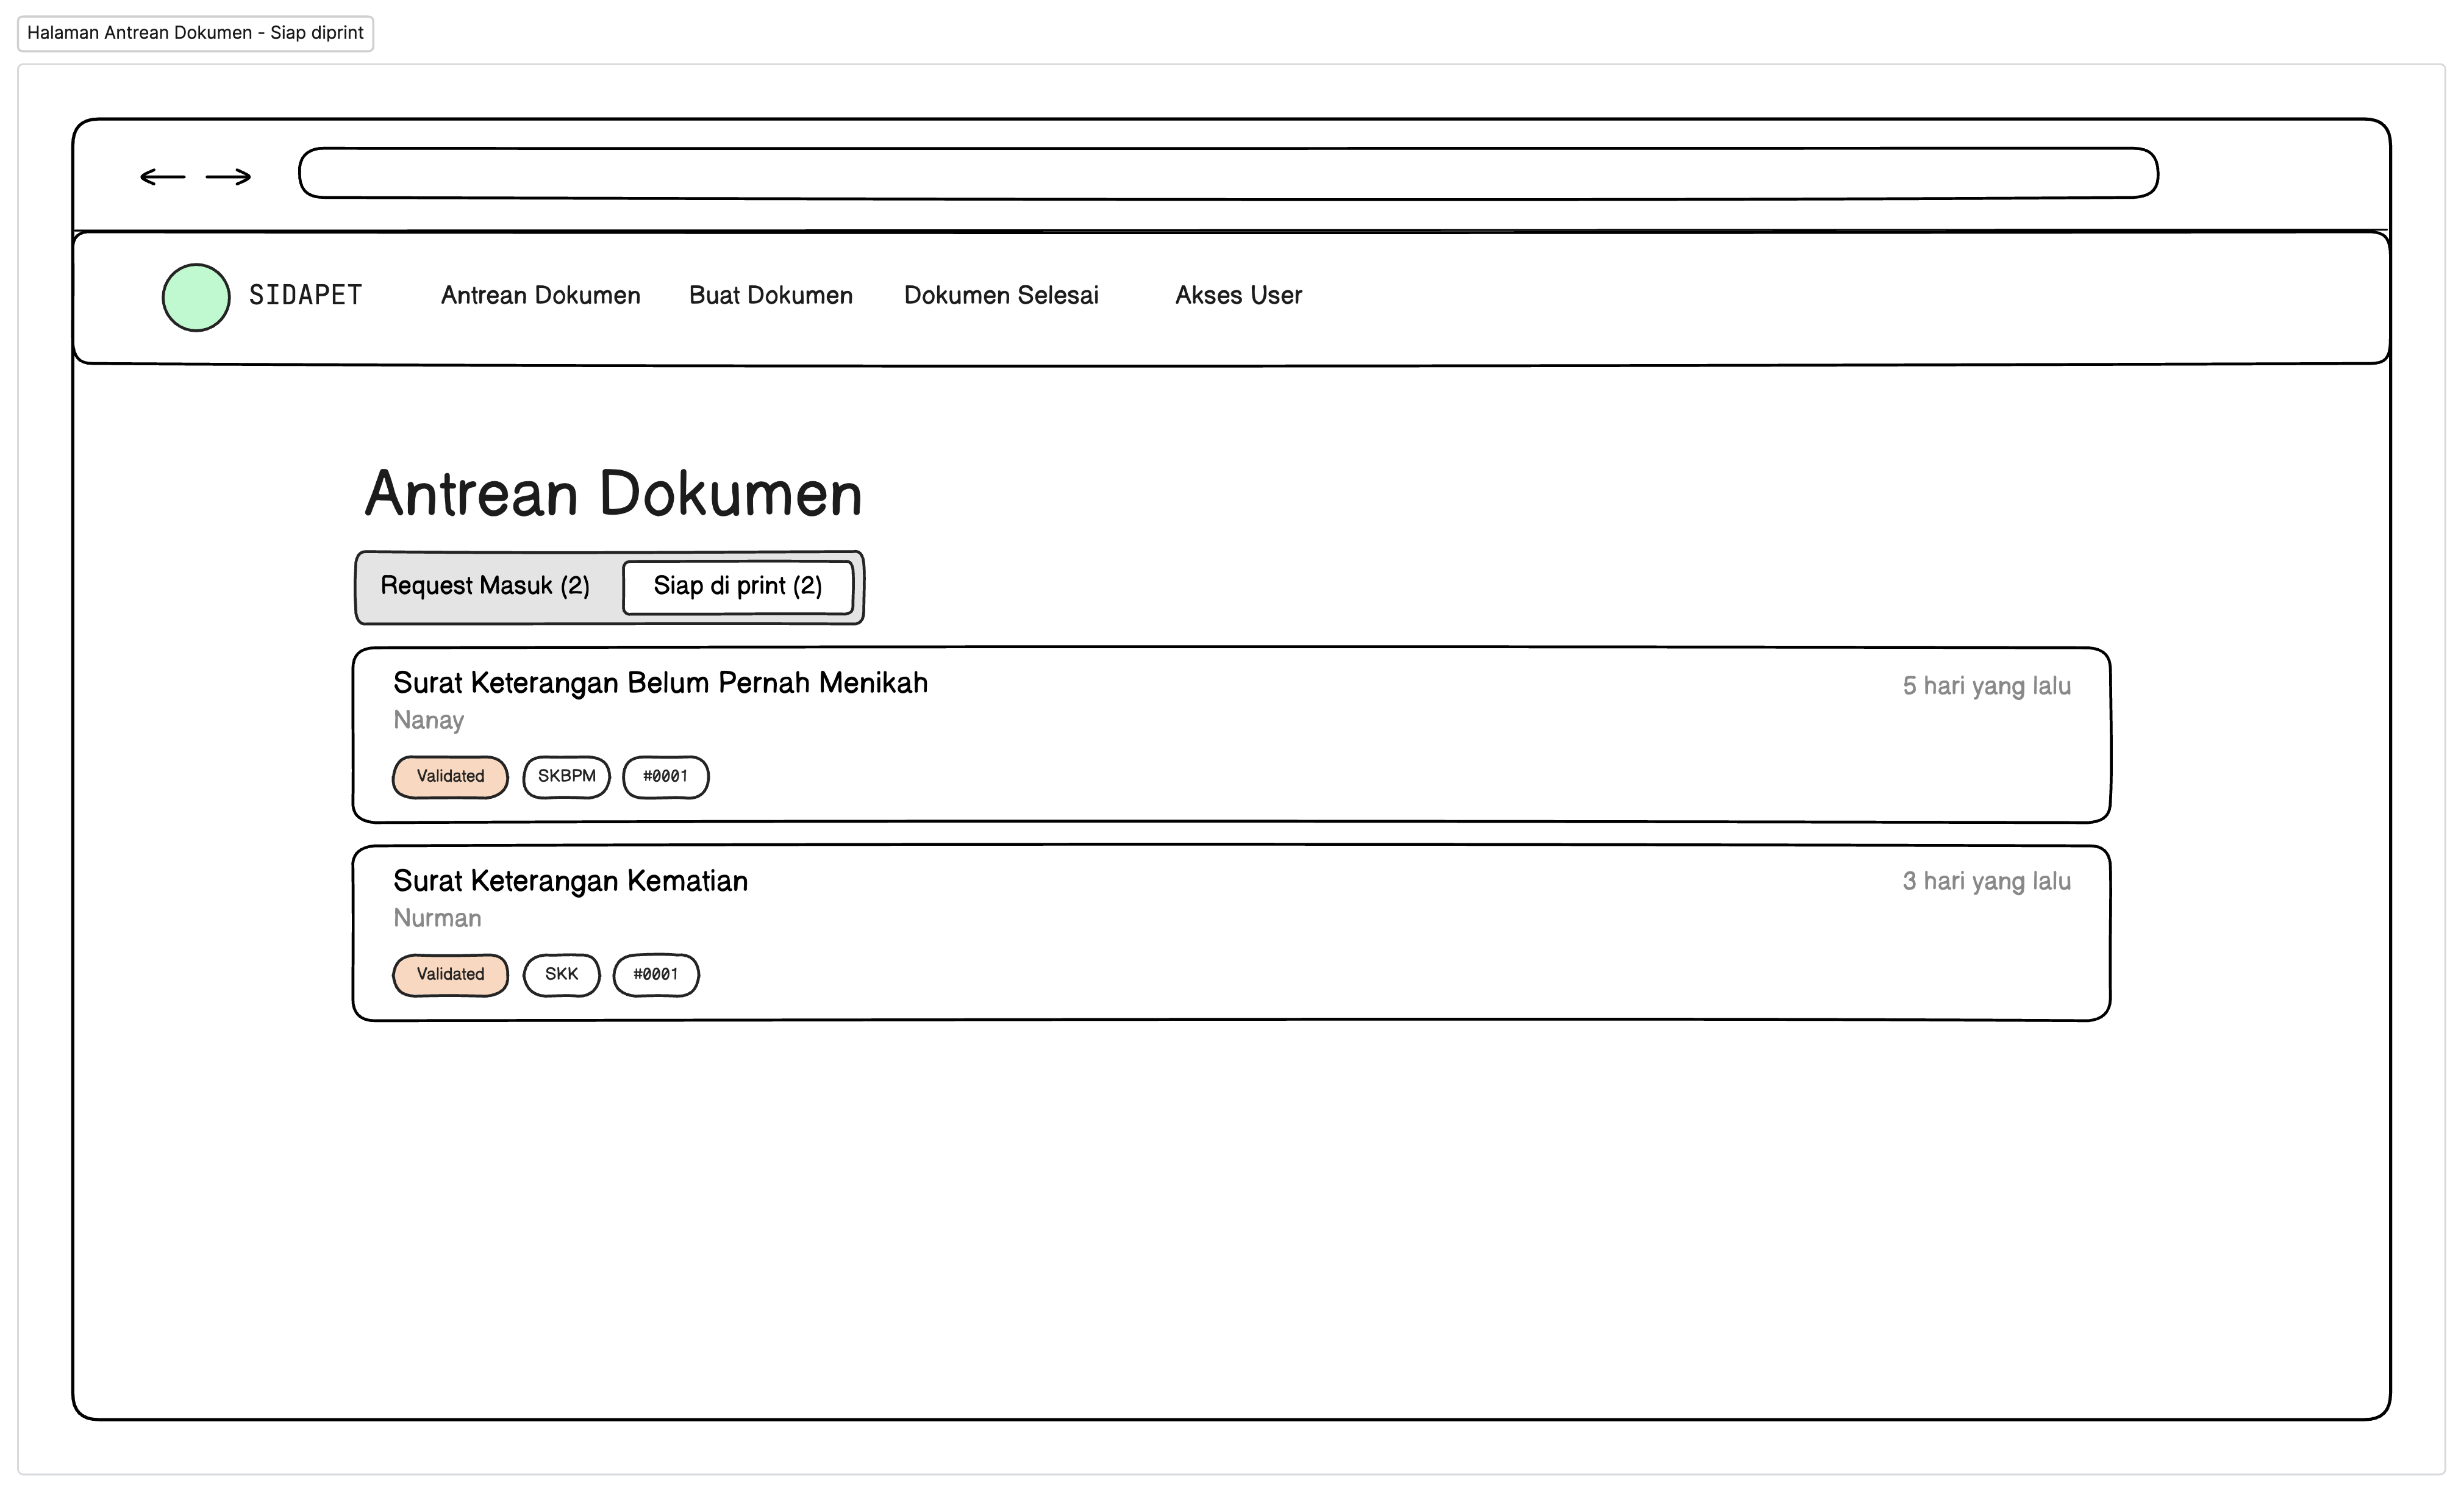 Halaman Antrean Dokumen - Siap diprint
SIDAPET Antrean Dokumen Buat Dokumen Dokumen Selesai Akses User
Antrean Dokumen
Request Masuk (2) Siap di print (2)
Surat Keterangan Belum Pernah Menikah 5 hari yang lalu
Nanay
Validated SKBPM #0001
Surat Keterangan Kematian 3 hari yang lalu
Nurman
Validated SKK #0001